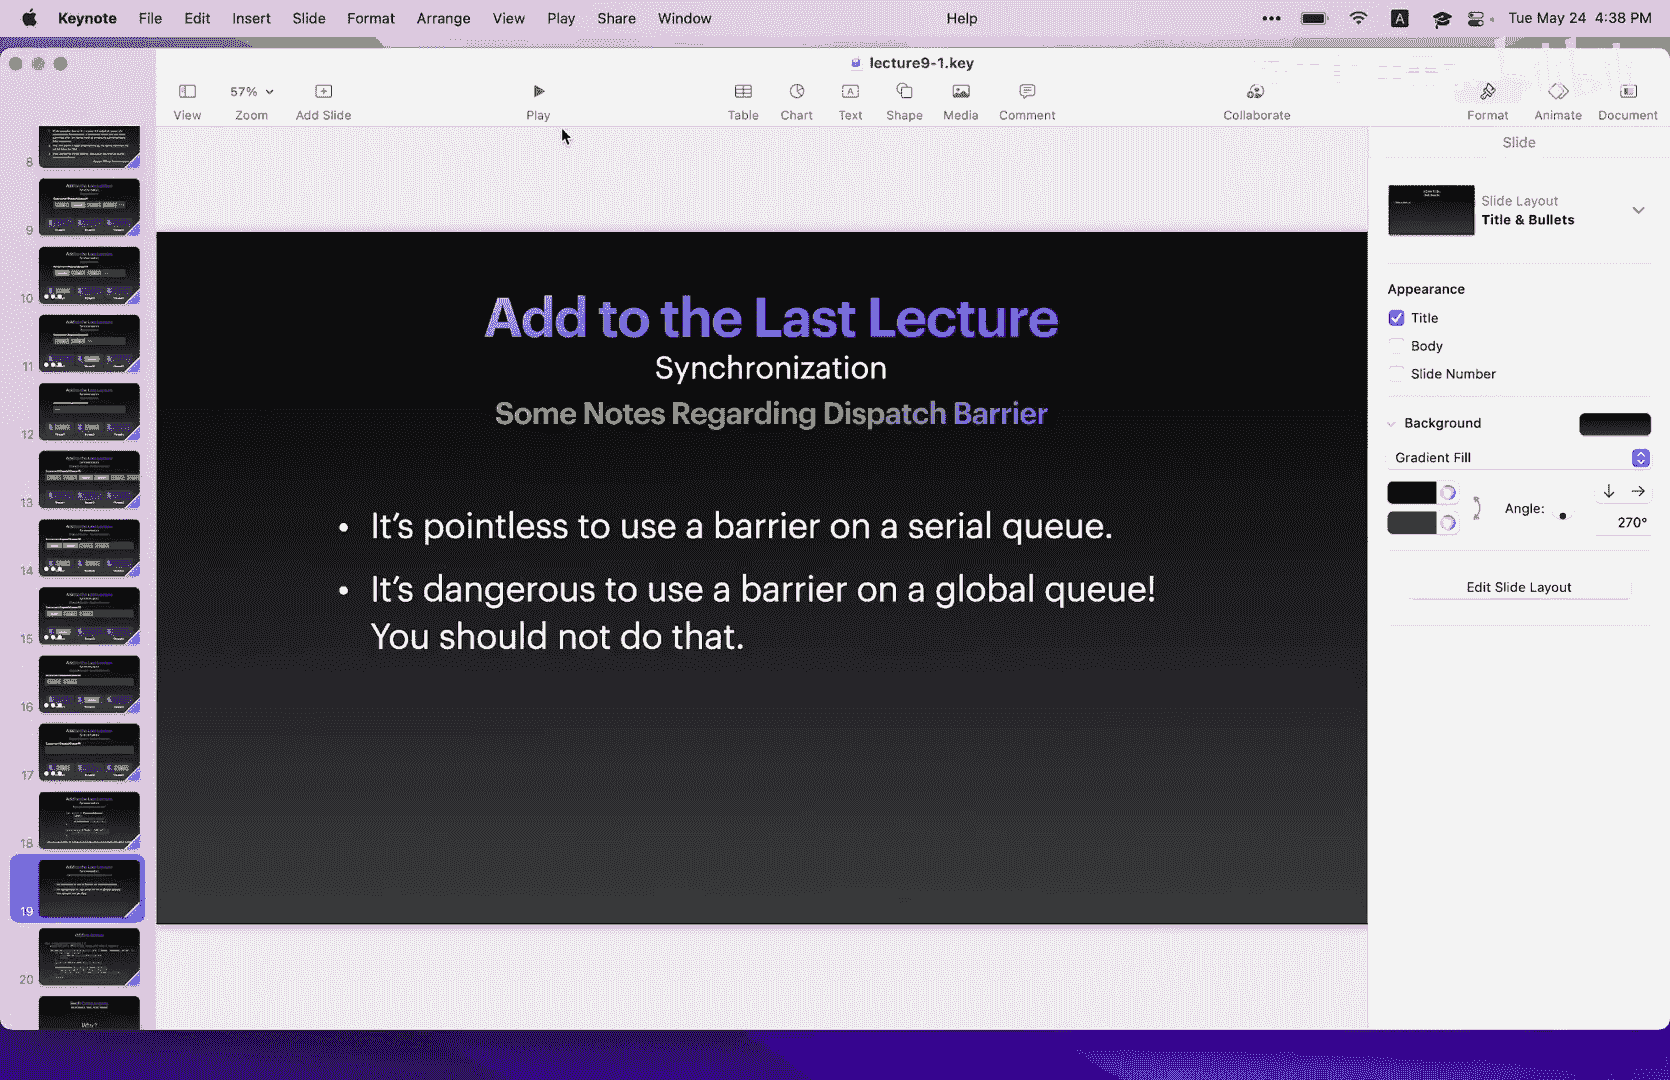 Keynote File Edit Insert Slide Format Arrange View Play Share Window Help A Tue May 24 4:38 PM
lecture9-1.key
57%
View Zoom Add Slide Play Table Chart Text Shape Media Comment Collaborate Format Animate Document
Slide
8
9
10
11
12
13
14
15
16
17
18
19
20
Why?
Add to the Last Lecture
Synchronization
Some Notes Regarding Dispatch Barrier
• It’s pointless to use a barrier on a serial queue.
• It’s dangerous to use a barrier on a global queue!
You should not do that.
Slide Layout
Title & Bullets
Appearance
Title
Body
Slide Number
Background
Gradient Fill
Angle:
270°
Edit Slide Layout